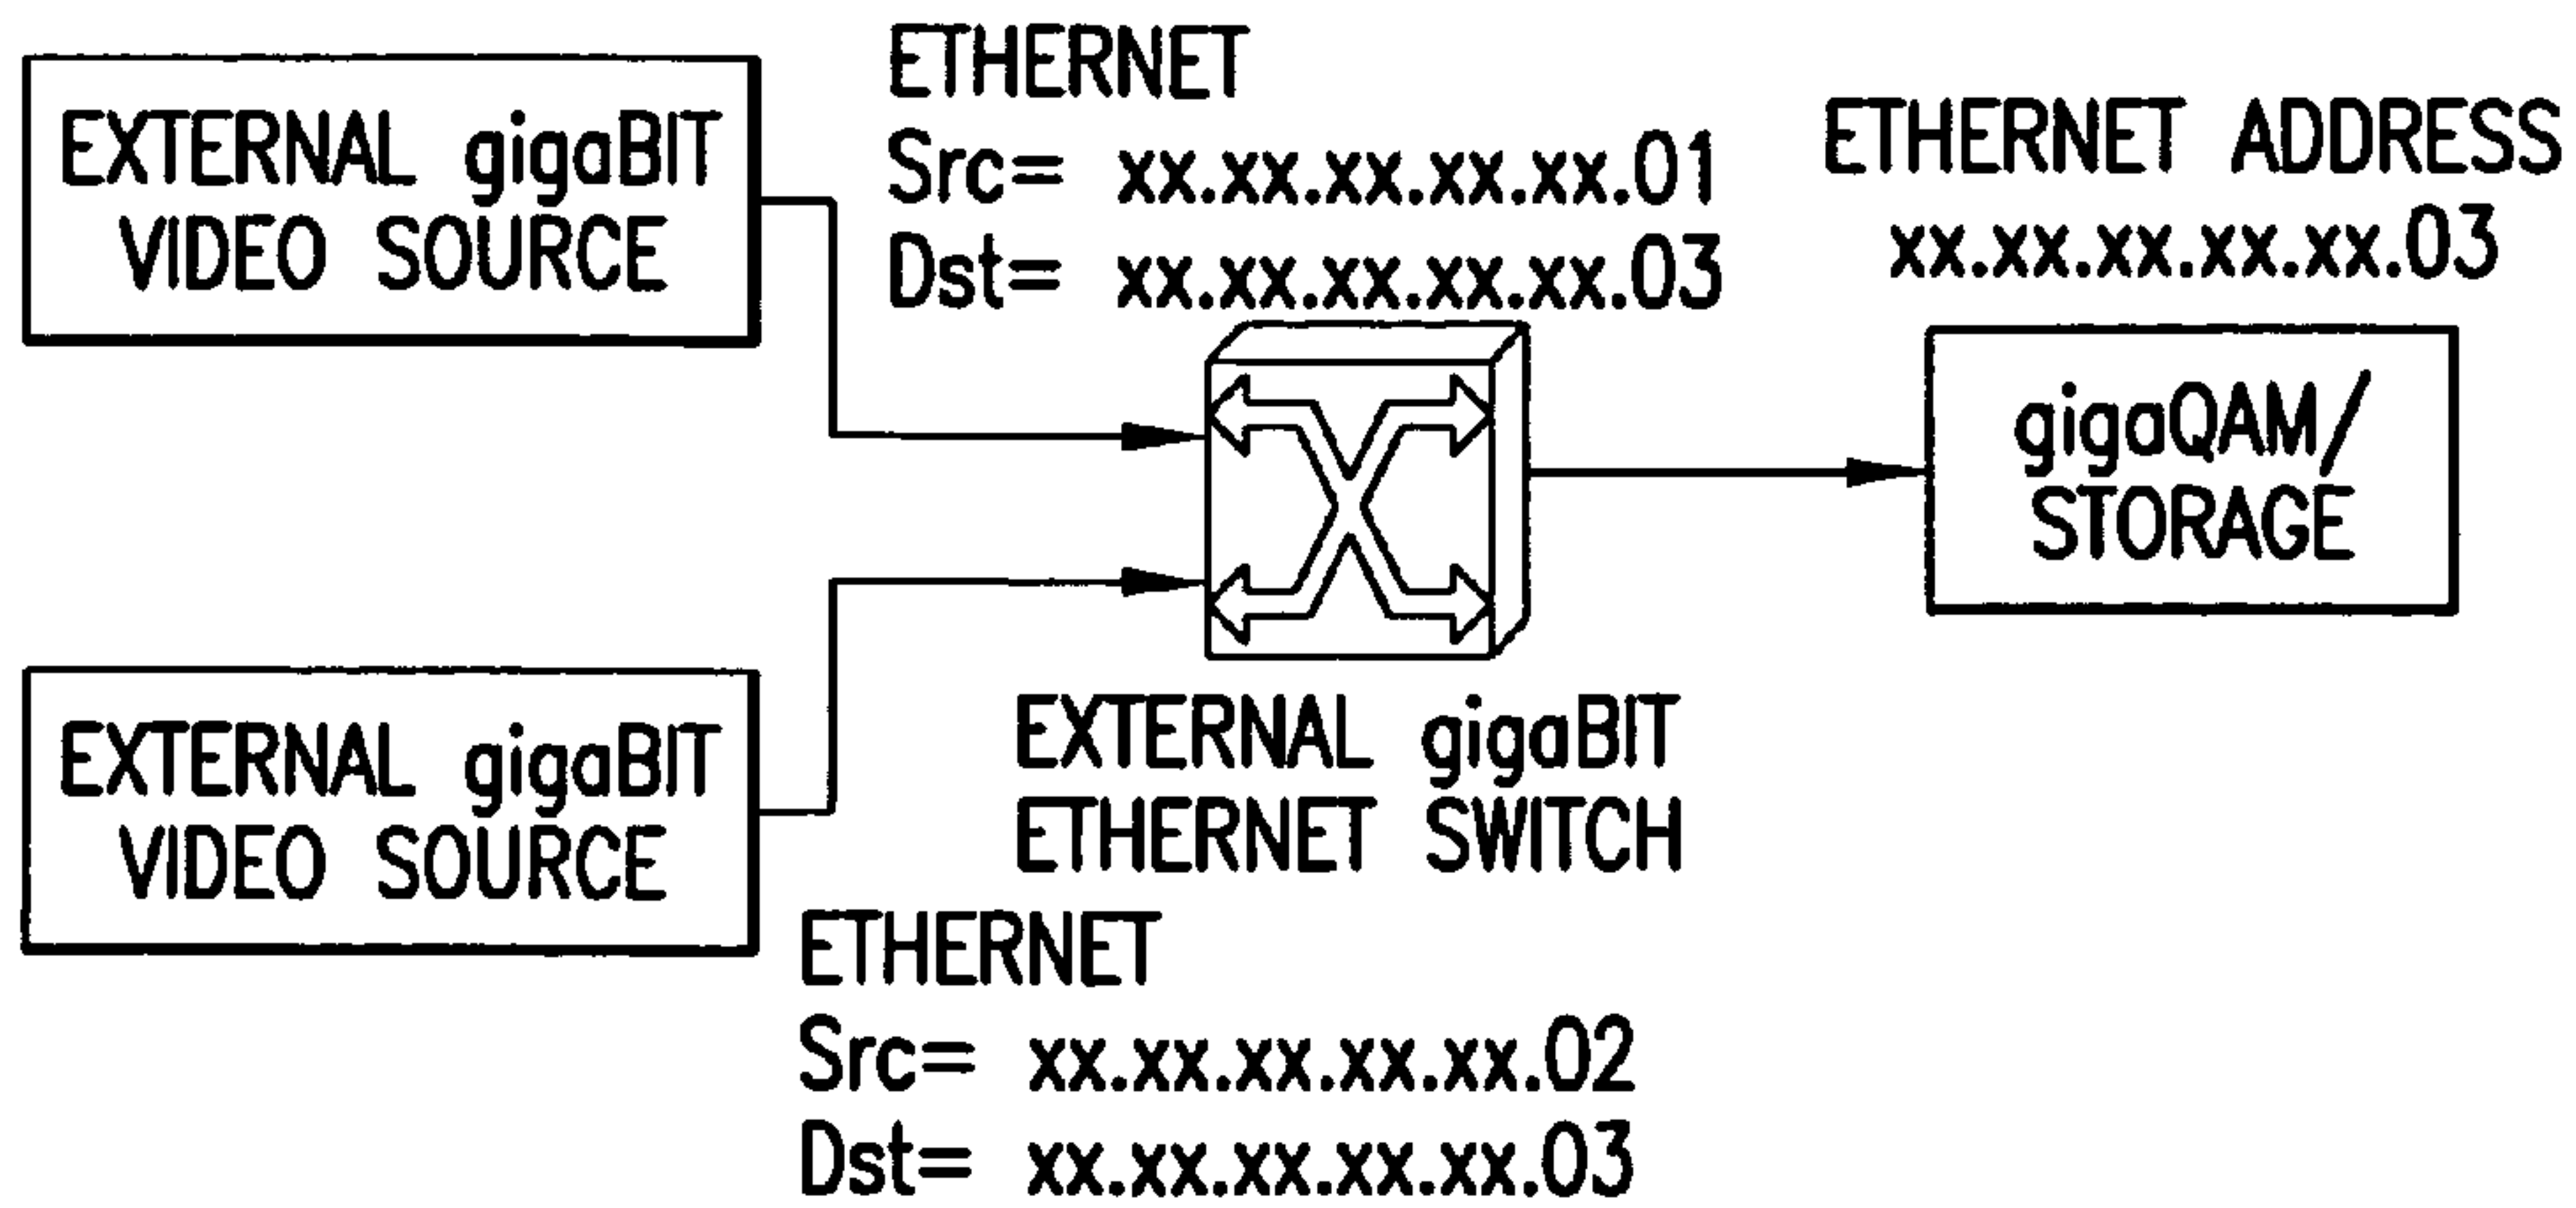 EXTERNAL gigaBIT
VIDEO SOURCE
ETHERNET
Src= xx.xx.xx.xx.xx.01
Dst= xx.xx.xx.xx.xx.03
ETHERNET ADDRESS
xx.xx.xx.xx.xx.03
gigaQAM/
STORAGE
EXTERNAL gigaBIT
ETHERNET SWITCH
EXTERNAL gigaBIT
VIDEO SOURCE
ETHERNET
Src= xx.xx.xx.xx.xx.02
Dst= xx.xx.xx.xx.xx.03